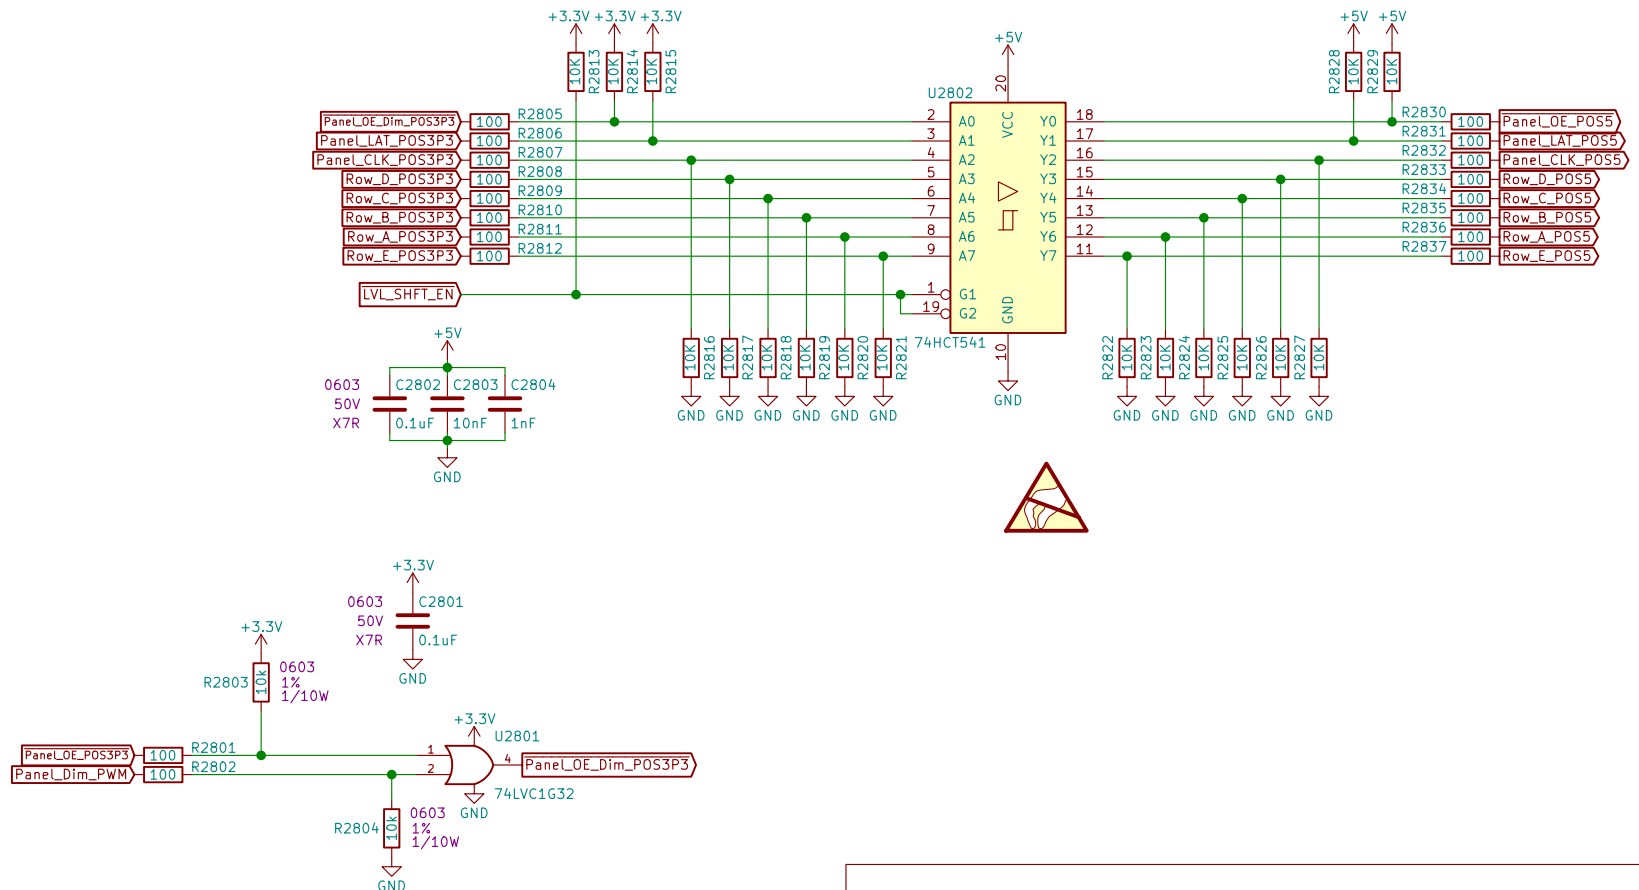 +3.3V +3.3V +3.3V
+5V +5V
+5V
10K R2813 10K R2814 10K R2815
R2828 10K R2829 10K
20
U2802
VCC
Panel_OE_Dim_POS3P3 100 R2805 2 A0 Y0 18 R2830 100 Panel_OE_POS5
Panel_LAT_POS3P3 100 R2806 3 A1 Y1 17 R2831 100 Panel_LAT_POS5
Panel_CLK_POS3P3 100 R2807 4 A2 Y2 16 R2832 100 Panel_CLK_POS5
Row_D_POS3P3 100 R2808 5 A3 Y3 15 R2833 100 Row_D_POS5
Row_C_POS3P3 100 R2809 6 A4 Y4 14 R2834 100 Row_C_POS5
Row_B_POS3P3 100 R2810 7 A5 Y5 13 R2835 100 Row_B_POS5
Row_A_POS3P3 100 R2811 8 A6 Y6 12 R2836 100 Row_A_POS5
Row_E_POS3P3 100 R2812 9 A7 Y7 11 R2837 100 Row_E_POS5
LVL_SHFT_EN 1 G1
19 G2
GND
74HCT541
10
GND
10K R2816 10K R2817 10K R2818 10K R2819 10K R2820 10K R2821
R2822 10K R2823 10K R2824 10K R2825 10K R2826 10K R2827 10K
GND GND GND GND GND GND
GND GND GND GND GND GND
+5V
0603 C2802 C2803 C2804
50V
X7R 0.1uF 10nF 1nF
GND
+3.3V
0603 C2801
50V
X7R 0.1uF
GND
+3.3V
R2803 10k 0603
1%
1/10W
+3.3V
U2801
Panel_OE_POS3P3 100 R2801 1
Panel_Dim_PWM 100 R2802 2
4 Panel_OE_Dim_POS3P3
74LVC1G32
GND
R2804 10k 0603
1%
1/10W
GND